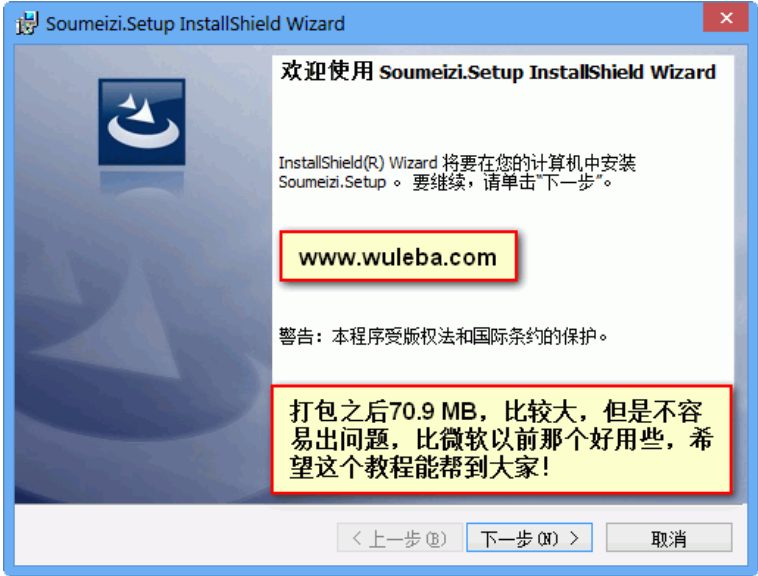 Soumeizi.Setup InstallShield Wizard
欢迎使用 Soumeizi.Setup InstallShield Wizard
InstallShield(R) Wizard 将要在您的计算机中安装
Soumeizi.Setup 。 要继续，请单击"下一步"。
www.wuleba.com
警告：本程序受版权法和国际条约的保护。
打包之后70.9 MB，比较大，但是不容
易出问题，比微软以前那个好用些，希
望这个教程能帮到大家！
< 上一步(B) 下一步(N) > 取消